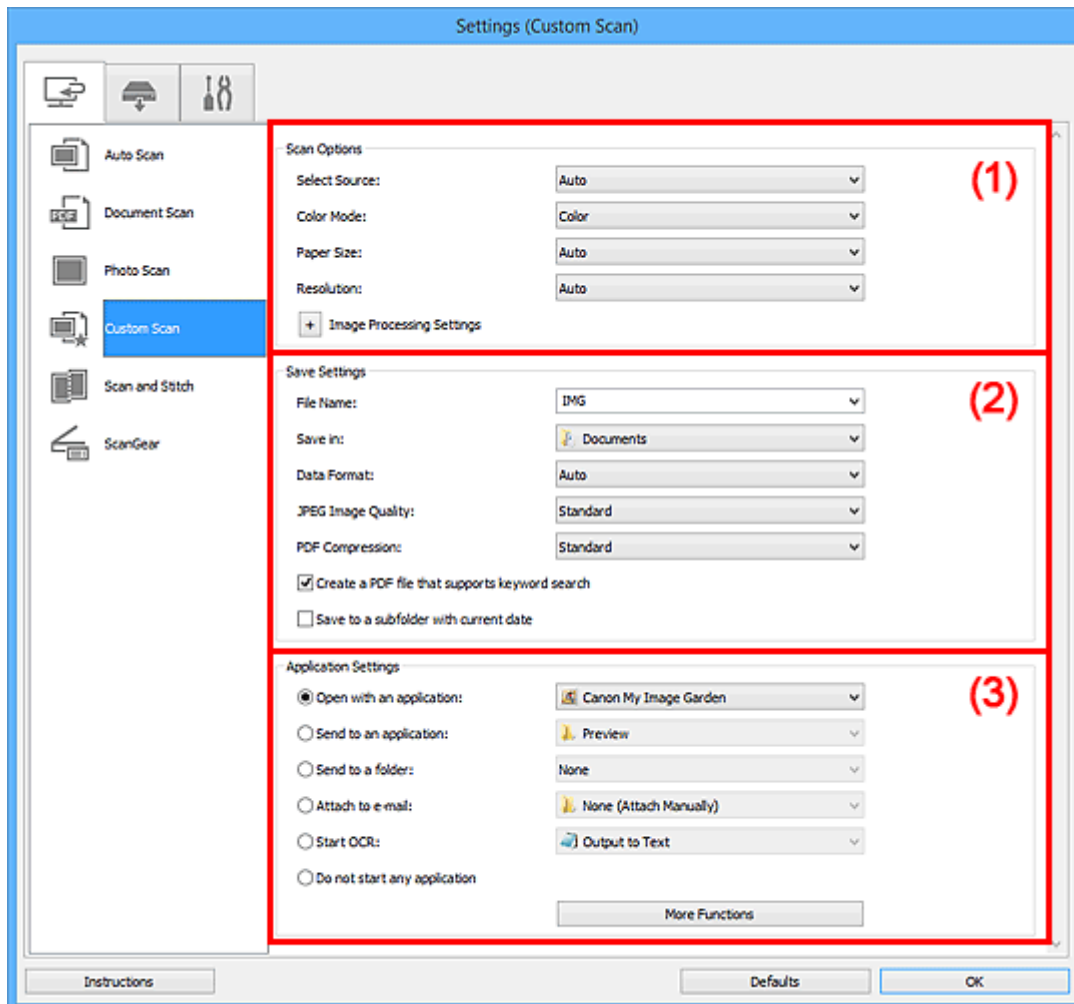 Settings (Custom Scan)
Auto Scan
Document Scan
Photo Scan
Custom Scan
Scan and Stitch
ScanGear
Scan Options
(1)
Select Source: Auto
Color Mode: Color
Paper Size: Auto
Resolution: Auto
+ Image Processing Settings
Save Settings
(2)
File Name: IMG
Save in: Documents
Data Format: Auto
JPEG Image Quality: Standard
PDF Compression: Standard
Create a PDF file that supports keyword search
Save to a subfolder with current date
Application Settings
(3)
Open with an application: Canon My Image Garden
Send to an application: Preview
Send to a folder: None
Attach to e-mail: None (Attach Manually)
Start OCR: Output to Text
Do not start any application
More Functions
Instructions Defaults OK